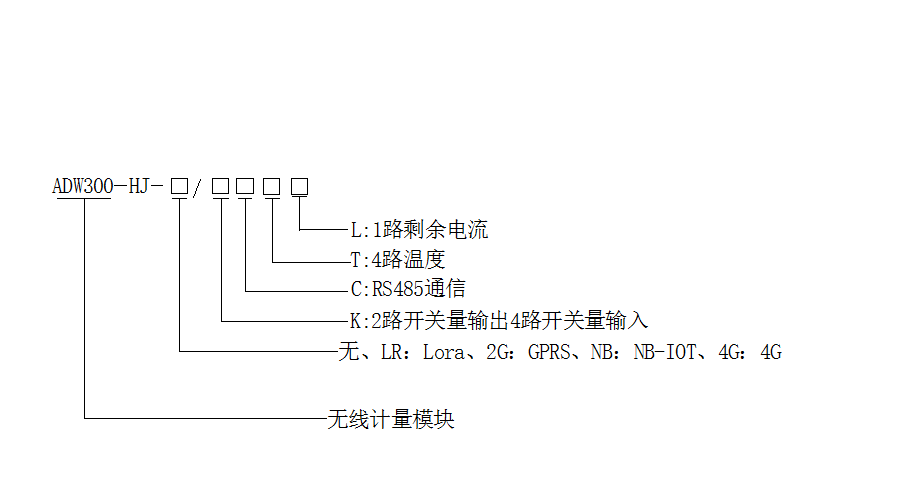 ADW300-HJ-□/□□□□
L:1路剩余电流
T:4路温度
C:RS485通信
K:2路开关量输出4路开关量输入
无、LR：Lora、2G：GPRS、NB：NB-IOT、4G：4G
无线计量模块